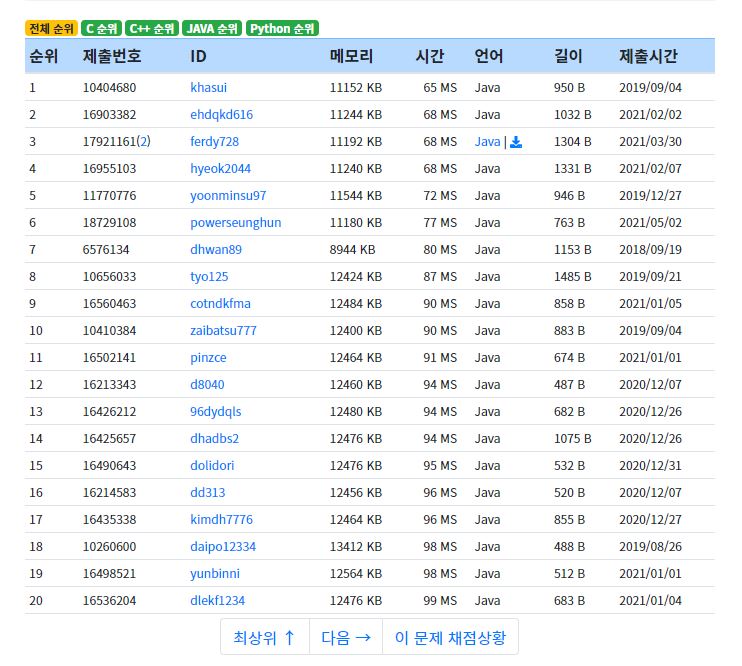 전체 순위 C 순위 C++ 순위 JAVA 순위 Python 순위
순위 제출번호 ID 메모리 시간 언어 길이 제출시간
1 10404680 khasui 11152 KB 65 MS Java 950 B 2019/09/04
2 16903382 ehdqkd616 11244 KB 68 MS Java 1032 B 2021/02/02
3 17921161(2) ferdy728 11192 KB 68 MS Java | 1304 B 2021/03/30
4 16955103 hyeok2044 11240 KB 68 MS Java 1331 B 2021/02/07
5 11770776 yoonminsu97 11544 KB 72 MS Java 946 B 2019/12/27
6 18729108 powerseunghun 11180 KB 77 MS Java 763 B 2021/05/02
7 6576134 dhwan89 8944 KB 80 MS Java 1153 B 2018/09/19
8 10656033 tyo125 12424 KB 87 MS Java 1485 B 2019/09/21
9 16560463 cotndkfma 12484 KB 90 MS Java 858 B 2021/01/05
10 10410384 zaibatsu777 12400 KB 90 MS Java 883 B 2019/09/04
11 16502141 pinzce 12464 KB 91 MS Java 674 B 2021/01/01
12 16213343 d8040 12460 KB 94 MS Java 487 B 2020/12/07
13 16426212 96dydqls 12480 KB 94 MS Java 682 B 2020/12/26
14 16425657 dhadbs2 12476 KB 94 MS Java 1075 B 2020/12/26
15 16490643 dolidori 12476 KB 95 MS Java 532 B 2020/12/31
16 16214583 dd313 12456 KB 96 MS Java 520 B 2020/12/07
17 16435338 kimdh7776 12464 KB 96 MS Java 855 B 2020/12/27
18 10260600 daipo12334 13412 KB 98 MS Java 488 B 2019/08/26
19 16498521 yunbinni 12564 KB 98 MS Java 512 B 2021/01/01
20 16536204 dlekf1234 12476 KB 99 MS Java 683 B 2021/01/04
최상위 ↑ 다음 → 이 문제 채점상황